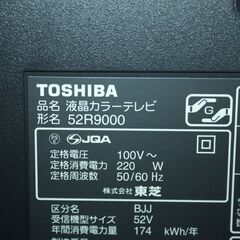 TOSHIBA
品名 液晶カラーテレビ
形名 52R9000
JQA
定格電圧： 100V～
定格消費電力： 220 W
定格周波数： 50/60 Hz
株式会社 東芝
区分名 BJJ
受信機型サイズ 52V
年間消費電力量 174 kWh/年